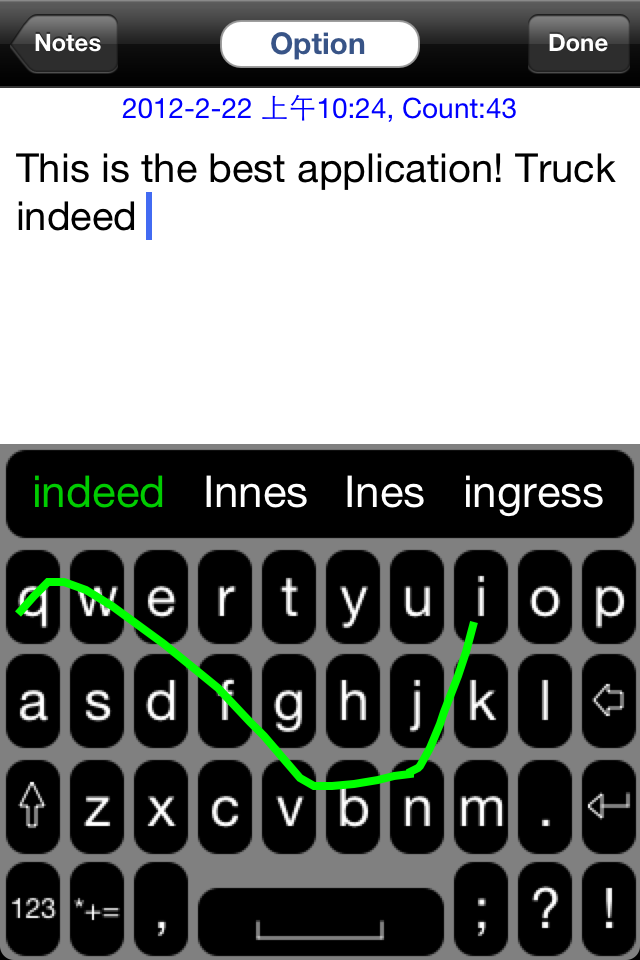 Notes Option Done
2012-2-22 上午10:24, Count:43
This is the best application! Truck
indeed
indeed Innes Ines ingress
q w e r t y u i o p
a s d f g h j k l
z x c v b n m .
123 *+= , ; ? !